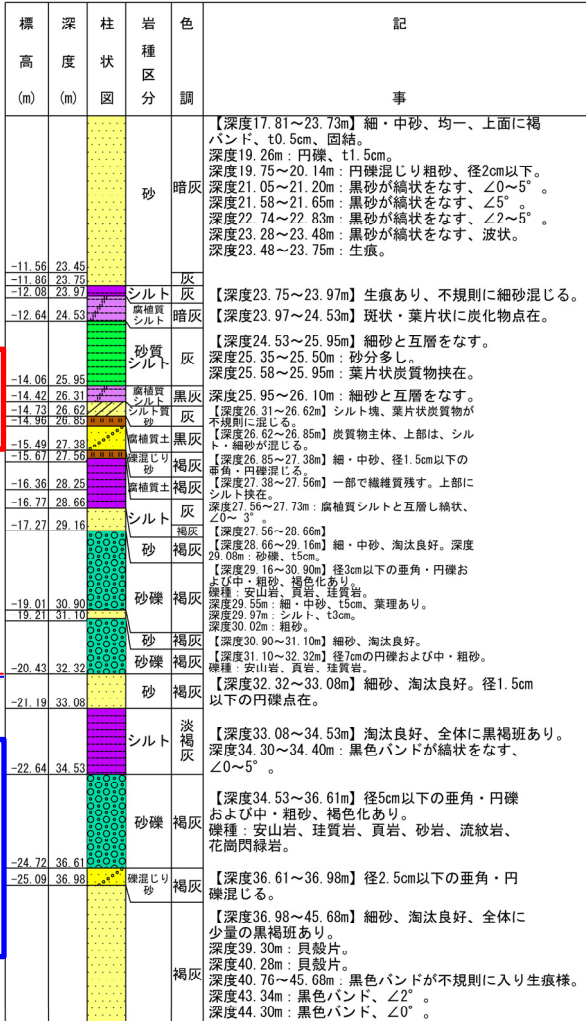 標高(m) 深度(m) 柱状図 岩種区分 色調 記事
【深度17.81～23.73m】細・中砂、均一、上面に褐
バンド、t0.5cm、固結。
深度19.26m：円礫、t1.5cm。
砂 暗灰 深度19.75～20.14m：円礫混じり粗砂、径2cm以下。
深度21.05～21.20m：黒砂が縞状をなす、∠0～5°。
深度21.58～21.65m：黒砂が縞状をなす、∠5°。
深度22.74～22.83m：黒砂が縞状をなす、∠2～5°。
深度23.28～23.48m：黒砂が縞状をなす、波状。
深度23.48～23.75m：生痕。
-11.56 23.45
-11.86 23.75 灰
-12.08 23.97 シルト 灰 【深度23.75～23.97m】生痕あり、不規則に細砂混じる。
-12.64 24.53 腐植質シルト 暗灰 【深度23.97～24.53m】斑状・葉片状に炭化物点在。
【深度24.53～25.95m】細砂と互層をなす。
砂質シルト 灰 深度25.35～25.50m：砂分多し。
深度25.58～25.95m：葉片状炭質物挟在。
-14.06 25.95
-14.42 26.31 腐植質シルト 黒灰 深度25.95～26.10m：細砂と互層をなす。
-14.73 26.62 シルト質砂 灰 【深度26.31～26.62m】シルト塊、葉片状炭質物が
不規則に混じる。
-14.96 26.85 腐植質土 黒灰 【深度26.62～26.85m】炭質物主体、上部は、シル
ト・細砂が混じる。
-15.49 27.38 礫混じり砂 褐灰 【深度26.85～27.38m】細・中砂、径1.5cm以下の
亜角・円礫混じる。
-15.67 27.56 腐植質土 褐灰 【深度27.38～27.56m】一部で繊維質残す。上部に
シルト挟在。
-16.36 28.25 シルト 灰 深度27.56～27.73m：腐植質シルトと互層し縞状、
∠0～3°。
-16.77 28.66 褐灰 【深度27.56～28.66m】
-17.27 29.16 砂 褐灰 【深度28.66～29.16m】細・中砂、淘汰良好。深度
29.08m：砂礫、t5cm。
【深度29.16～30.90m】径3cm以下の亜角・円礫お
よび中・粗砂、褐色化あり。
砂礫 褐灰 礫種：安山岩、頁岩、珪質岩。
深度29.55m：細・中砂、t5cm、葉理あり。
深度29.97m：シルト、t3cm。
深度30.02m：粗砂。
-19.01 30.90
-19.21 31.10 砂 褐灰 【深度30.90～31.10m】細砂、淘汰良好。
-20.43 32.32 砂礫 褐灰 【深度31.10～32.32m】径7cmの円礫および中・粗砂。
礫種：安山岩、頁岩、珪質岩。
-21.19 33.08 砂 褐灰 【深度32.32～33.08m】細砂、淘汰良好。径1.5cm
以下の円礫点在。
シルト 淡褐灰 【深度33.08～34.53m】淘汰良好、全体に黒褐班あり。
深度34.30～34.40m：黒色バンドが縞状をなす、
∠0～5°。
-22.64 34.53
【深度34.53～36.61m】径5cm以下の亜角・円礫
砂礫 褐灰 および中・粗砂、褐色化あり。
礫種：安山岩、珪質岩、頁岩、砂岩、流紋岩、
花崗閃緑岩。
-24.72 36.61
-25.09 36.98 礫混じり砂 褐灰 【深度36.61～36.98m】径2.5cm以下の亜角・円
礫混じる。
【深度36.98～45.68m】細砂、淘汰良好、全体に
少量の黒褐班あり。
深度39.30m：貝殻片。
褐灰 深度40.28m：貝殻片。
深度40.76～45.68m：黒色バンドが不規則に入り生痕様。
深度43.34m：黒色バンド、∠2°。
深度44.30m：黒色バンド、∠0°。